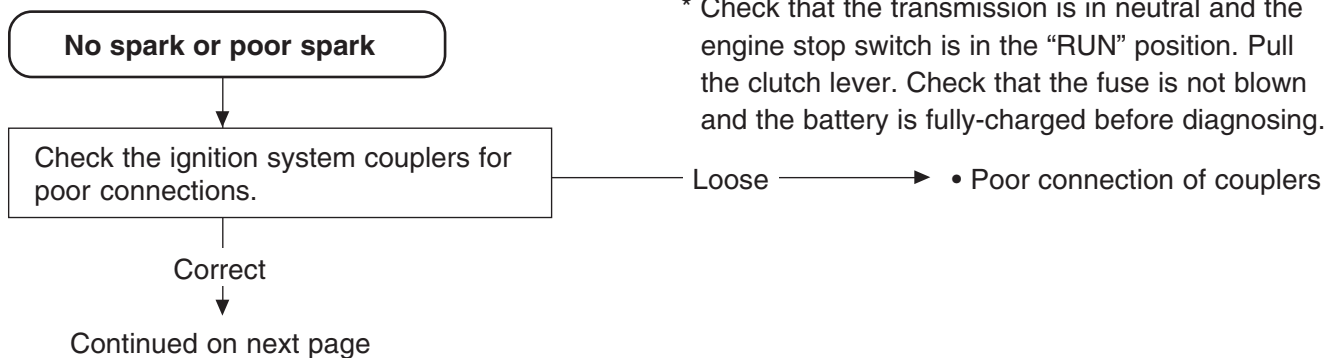 * Check that the transmission is in neutral and the
engine stop switch is in the “RUN” position. Pull
the clutch lever. Check that the fuse is not blown
and the battery is fully-charged before diagnosing.
No spark or poor spark
Check the ignition system couplers for
poor connections.
Loose
• Poor connection of couplers
Correct
Continued on next page